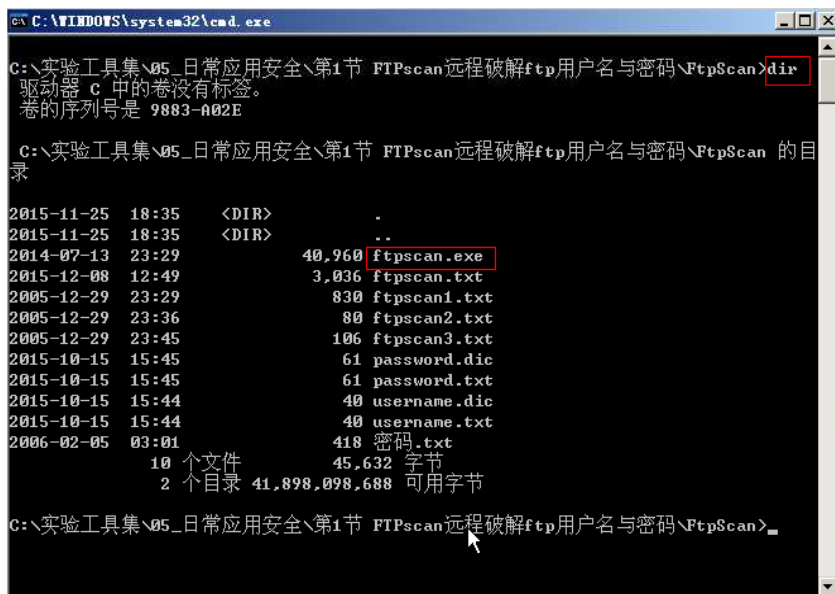 C:\WINDOWS\system32\cmd.exe
C:\实验工具集\05_日常应用安全\第1节 FTPscan远程破解ftp用户名与密码\FtpScan>dir
驱动器 C 中的卷没有标签。
卷的序列号是 9883-A02E
C:\实验工具集\05_日常应用安全\第1节 FTPscan远程破解ftp用户名与密码\FtpScan 的目
录
2015-11-25  18:35    <DIR>          .
2015-11-25  18:35    <DIR>          ..
2014-07-13  23:29            40,960 ftpscan.exe
2015-12-08  12:49             3,036 ftpscan.txt
2005-12-29  23:29               830 ftpscan1.txt
2005-12-29  23:36                80 ftpscan2.txt
2005-12-29  23:45               106 ftpscan3.txt
2015-10-15  15:45                61 password.dic
2015-10-15  15:45                61 password.txt
2015-10-15  15:44                40 username.dic
2015-10-15  15:44                40 username.txt
2006-02-05  03:01               418 密码.txt
10 个文件         45,632 字节
2 个目录 41,898,098,688 可用字节
C:\实验工具集\05_日常应用安全\第1节 FTPscan远程破解ftp用户名与密码\FtpScan>_